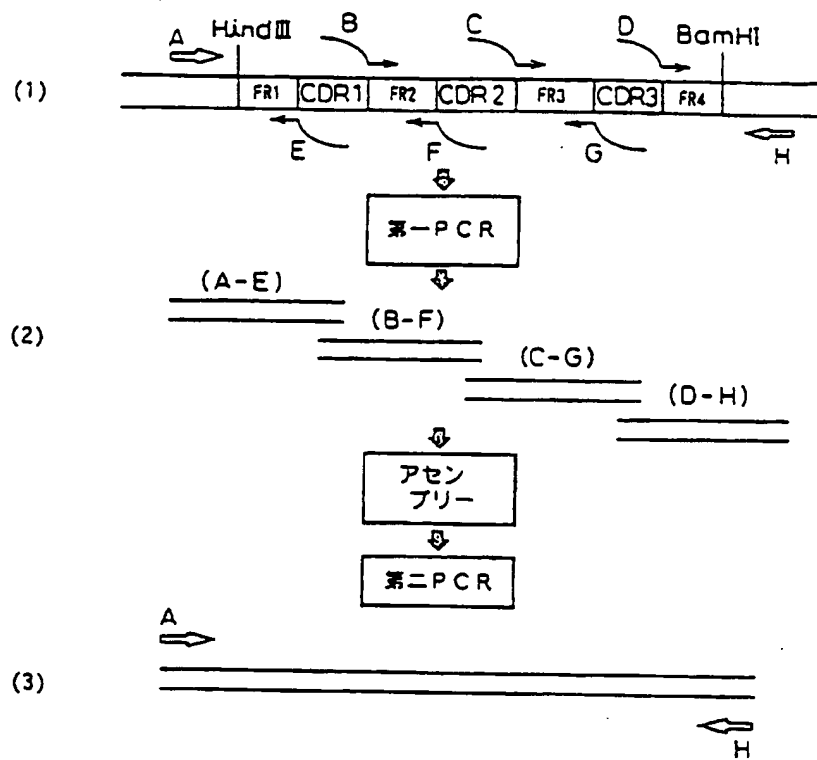 A HindⅢ B C D BamHI
(1) FR1 CDR1 FR2 CDR2 FR3 CDR3 FR4
E F G H
第一PCR
(A-E)
(2) (B-F)
(C-G)
(D-H)
アセン
ブリー
第二PCR
A
(3)
H